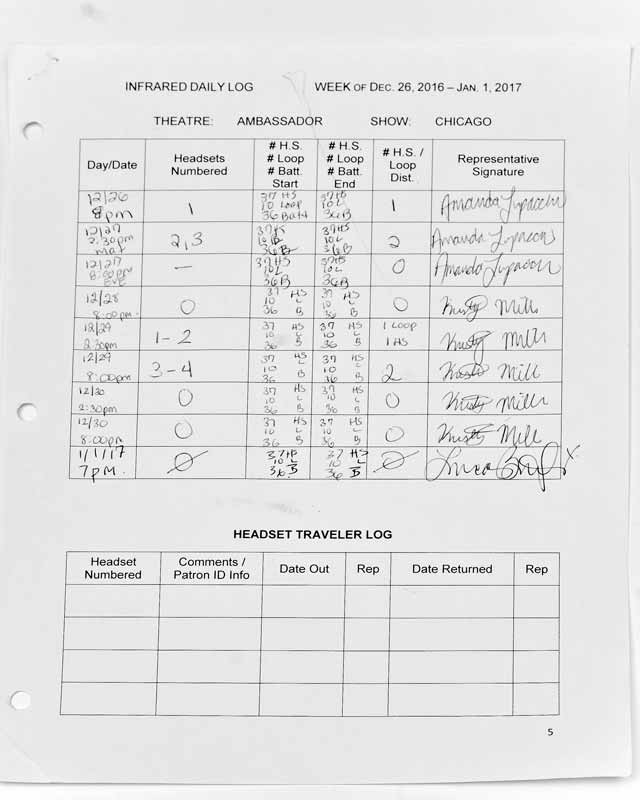 INFRARED DAILY LOG WEEK OF DEC. 26, 2016 – JAN. 1, 2017
THEATRE: AMBASSADOR SHOW: CHICAGO
Day/Date
Headsets
Numbered
# H.S.
# Loop
# Batt.
Start
# H.S.
# Loop
# Batt.
End
# H.S. /
Loop
Dist.
Representative
Signature
12/26
8pm
1
37 HS
10 Loop
36 Batt
37 HS
10 L
36 B
1
Amanda
12/27
2:30pm
mat
2,3
37
10
36 B
37 HS
10 L
36 B
2
Amanda
12/27
8:00pm
EVE
—
37 HS
10 L
36 B
37 HS
10 L
36 B
0
Amanda
12/28
8:00pm
0
37 HS
10 L
36 B
37 HS
10 L
36 B
0
Kristy Mill
12/29
2:30pm
1-2
37 HS
10 L
36 B
37 HS
10 L
36 B
1 Loop
1 HS
Kristy Mill
12/29
8:00pm
3-4
37 HS
10 L
36 B
37 HS
10 L
36 B
2
Kristy Mill
12/30
2:30pm
0
37 HS
10 L
36 B
37 HS
10 L
36 B
0
Kristy Mill
12/30
8:00pm
0
37 HS
10 L
36 B
37 HS
10 L
36 B
0
Kristy Mill
1/1/17
7pm.
0
37
10 L
36. B
37 HS
10 L
36 B
0
HEADSET TRAVELER LOG
Headset
Numbered
Comments /
Patron ID Info
Date Out
Rep
Date Returned
Rep
5